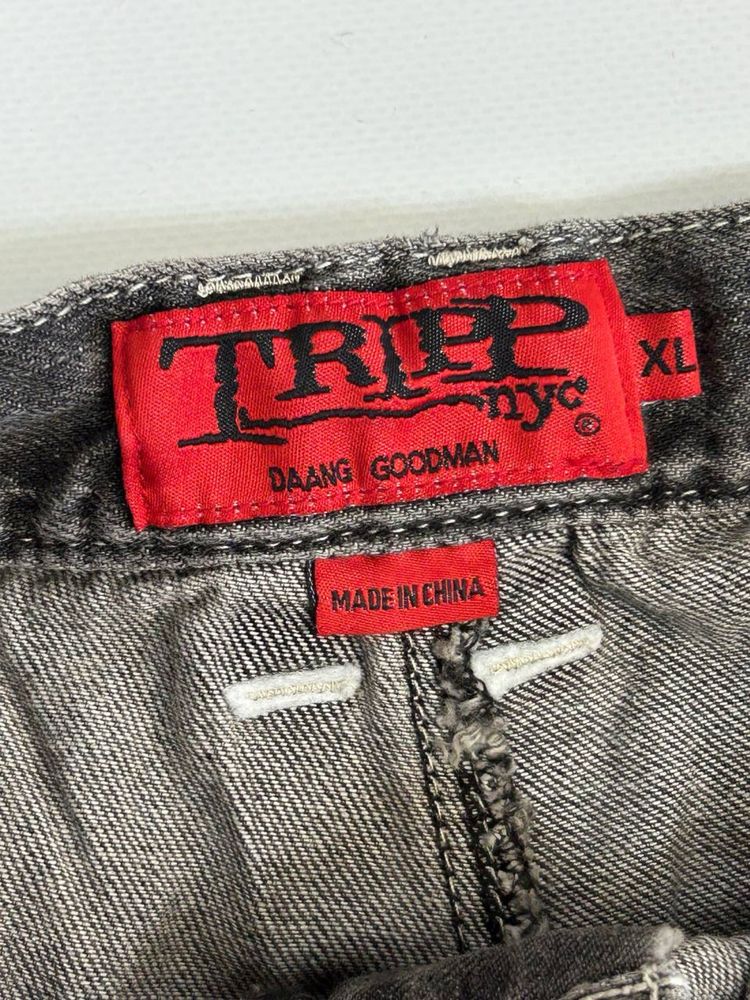 TRIPP
nyc®
XL
DAANG GOODMAN
MADE IN CHINA